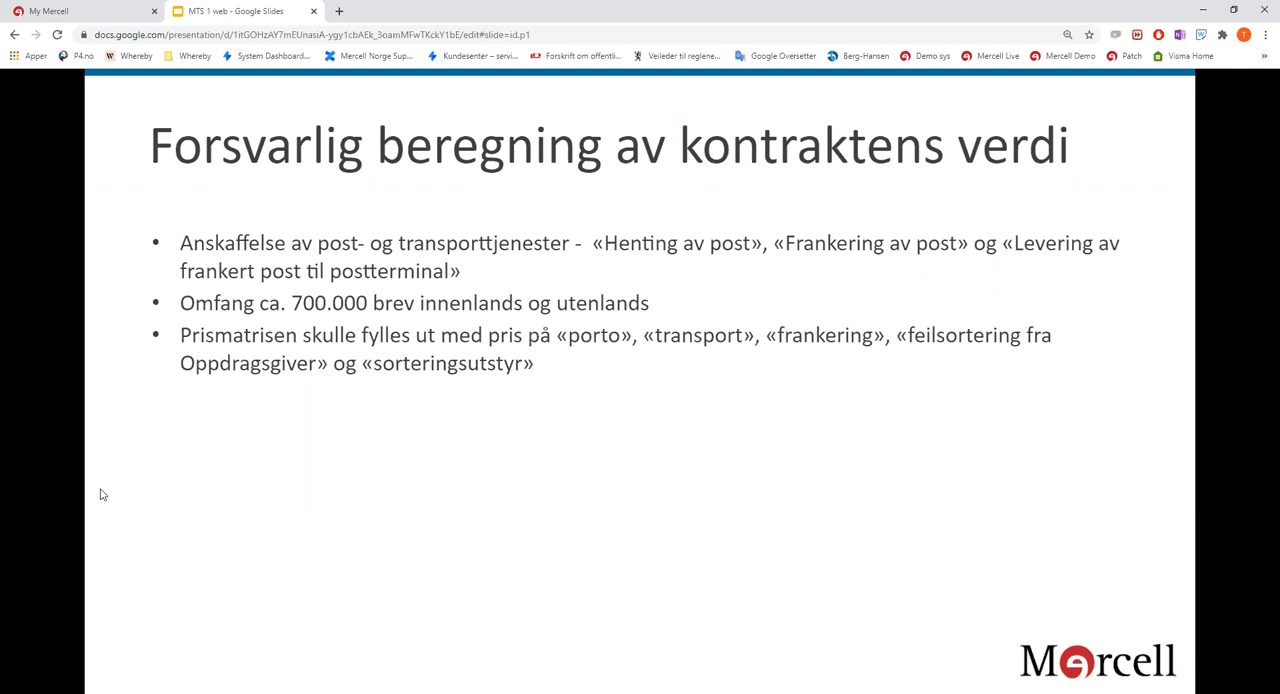 My Mercell
MTS 1 web - Google Slides
docs.google.com/presentation/d/1itGOHzAY7mEUnasiA-ygy1cbAEk_3oamMFwTKckY1bE/edit#slide=id.p1
Apper P4.no Whereby Whereby System Dashboard... Mercell Norge Sup... Kundesenter – servi... Forskrift om offentli... Veileder til reglene... Google Oversetter Berg-Hansen Demo sys Mercell Live Mercell Demo Patch Visma Home »
Forsvarlig beregning av kontraktens verdi
• Anskaffelse av post- og transporttjenester - «Henting av post», «Frankering av post» og «Levering av
frankert post til postterminal»
• Omfang ca. 700.000 brev innenlands og utenlands
• Prismatrisen skulle fylles ut med pris på «porto», «transport», «frankering», «feilsortering fra
Oppdragsgiver» og «sorteringsutstyr»
Mercell